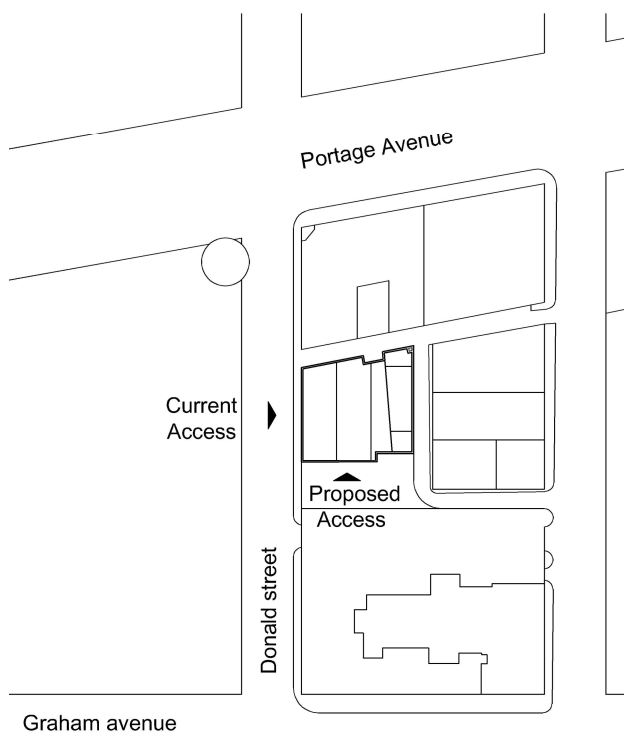 Portage Avenue
Current
Access
Proposed
Access
Donald street
Graham avenue